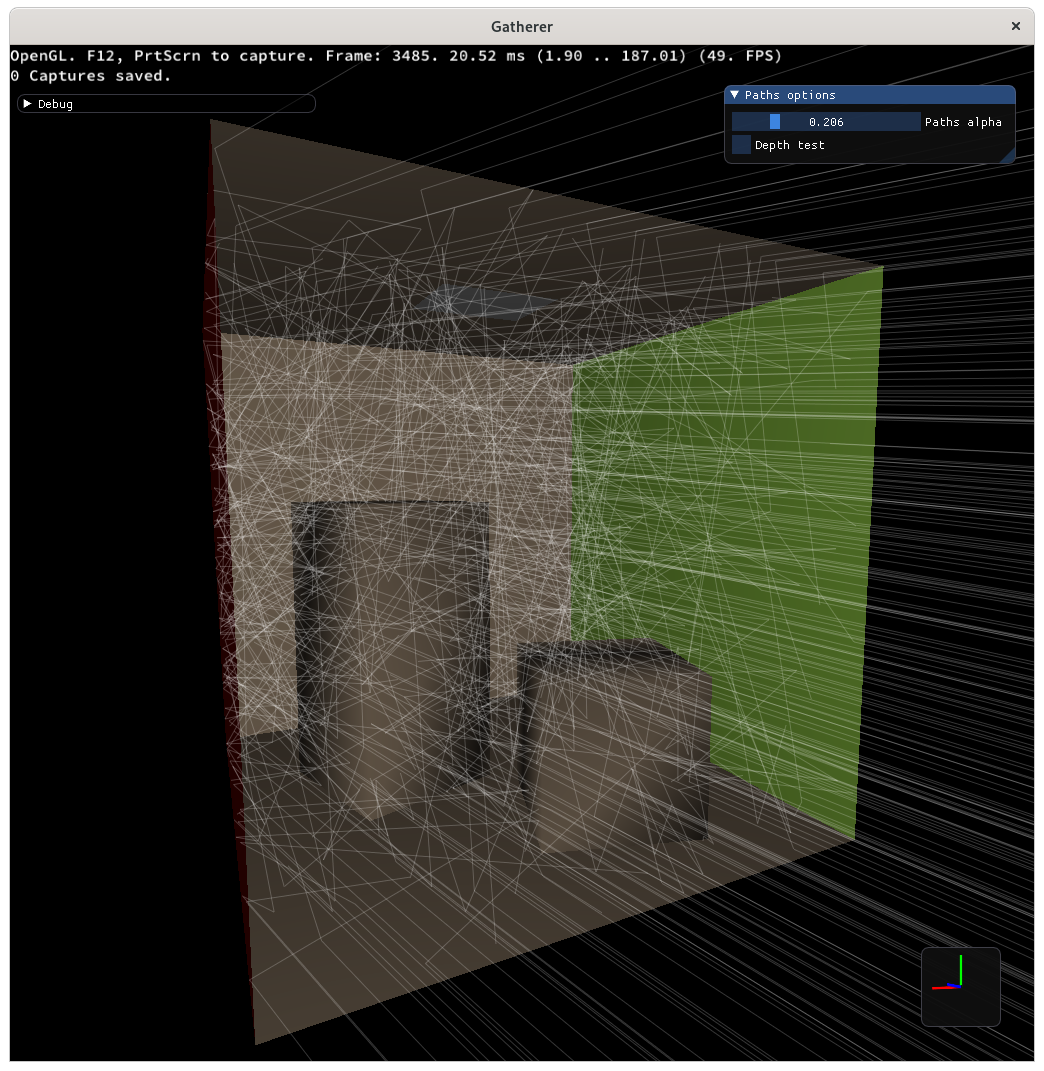 Gatherer
OpenGL. F12, PrtScrn to capture. Frame: 3485. 20.52 ms (1.90 .. 187.01) (49. FPS)
0 Captures saved.
Debug
Paths options
0.206 Paths alpha
Depth test